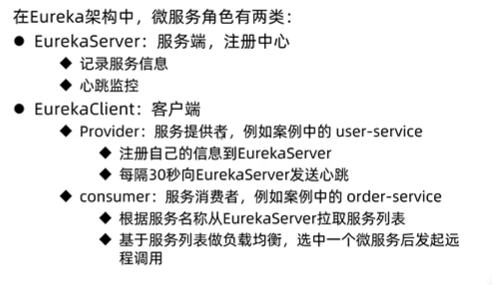 在Eureka架构中，微服务角色有两类：
● EurekaServer：服务端，注册中心
◆ 记录服务信息
◆ 心跳监控
● EurekaClient：客户端
◆ Provider：服务提供者，例如案例中的 user-service
◆ 注册自己的信息到EurekaServer
◆ 每隔30秒向EurekaServer发送心跳
◆ consumer：服务消费者，例如案例中的 order-service
◆ 根据服务名称从EurekaServer拉取服务列表
◆ 基于服务列表做负载均衡，选中一个微服务后发起远
程调用